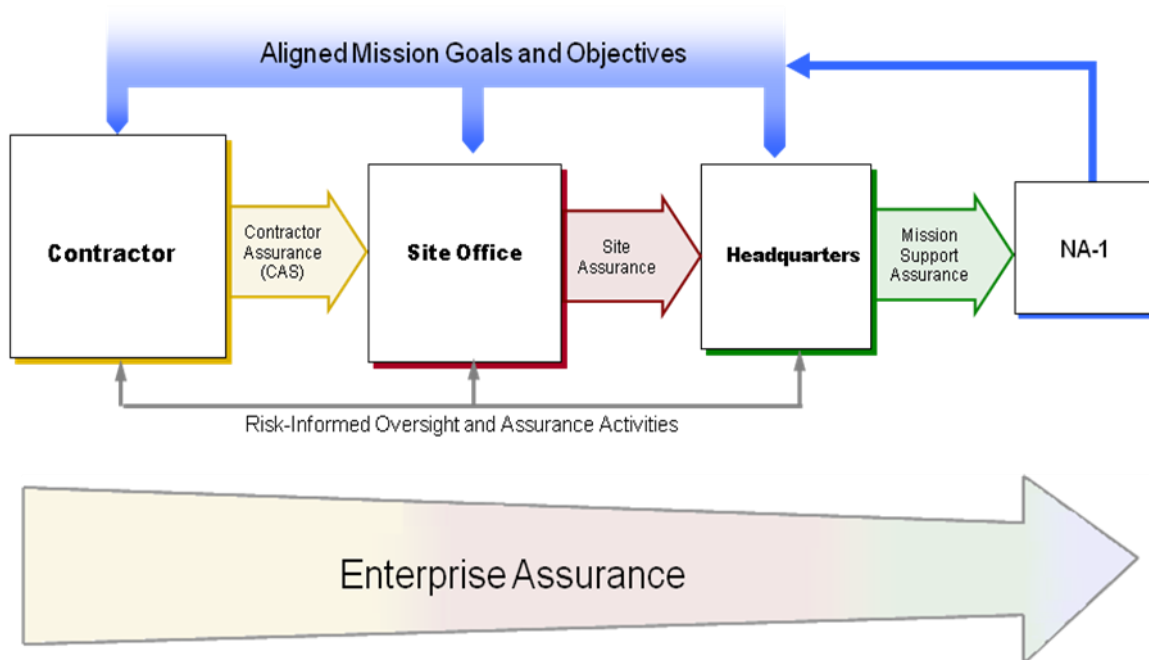 Aligned Mission Goals and Objectives
Contractor
Contractor
Assurance
(CAS)
Site Office
Site
Assurance
Headquarters
Mission
Support
Assurance
NA-1
Risk-Informed Oversight and Assurance Activities
Enterprise Assurance